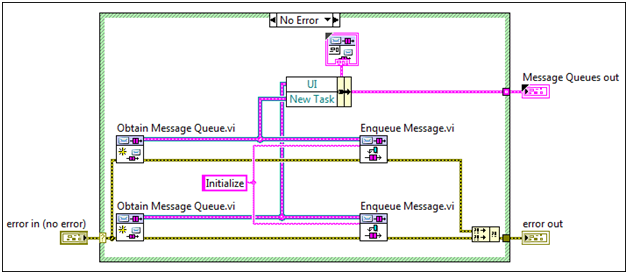 No Error
UI
New Task
Message Queues out
Obtain Message Queue.vi
Enqueue Message.vi
Initialize
Obtain Message Queue.vi
Enqueue Message.vi
error in (no error)
error out